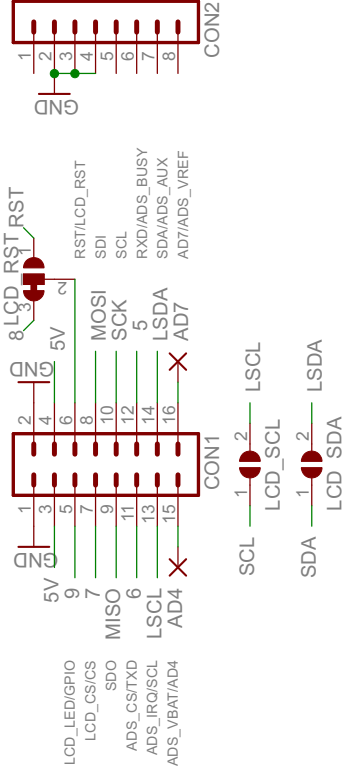 CON2
1
2
3
4
5
6
7
8
GND
RST/LCD_RST
SDI
SCL
RXD/ADS_BUSY
SDA/ADS_AUX
AD7/ADS_VREF
RST
LCD_RST
8
1
2
3
GND
5V
MOSI
SCK
5
LSDA
AD7
2
4
6
8
10
12
14
16
CON1
1
3
5
7
9
11
13
15
GND
5V
9
7
MISO
6
LSCL
AD4
LCD_LED/GPIO
LCD_CS/CS
SDO
ADS_CS/TXD
ADS_IRQ/SCL
ADS_VBAT/AD4
LSCL
2
LCD_SCL
1
SCL
LSDA
2
LCD_SDA
1
SDA